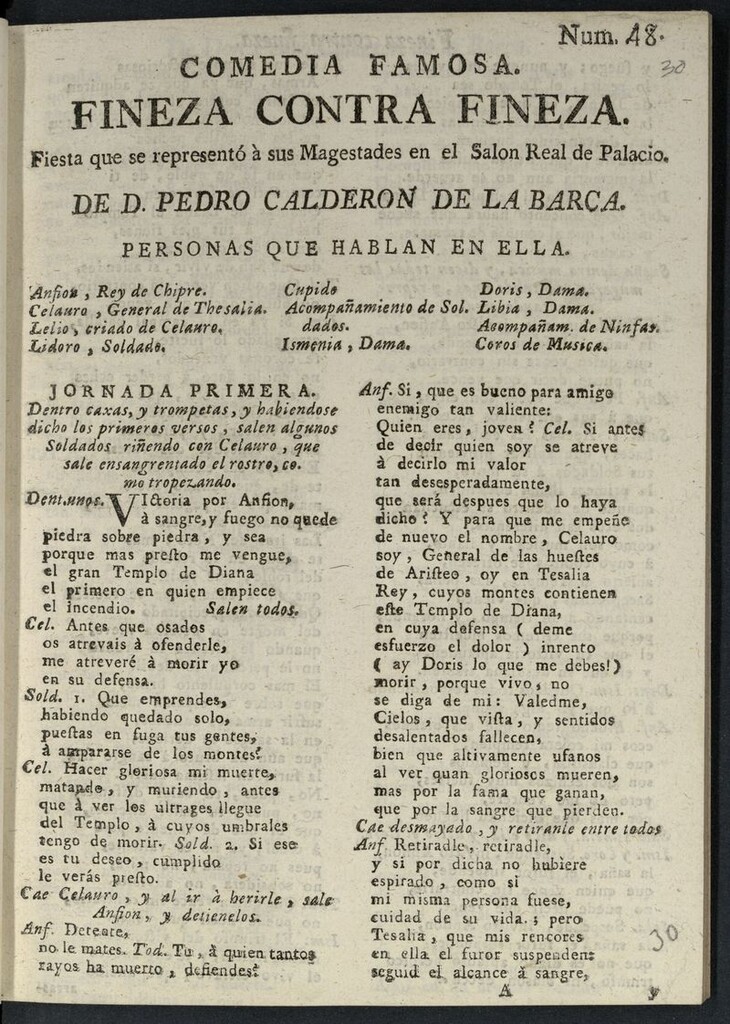 Num. 48.
30
COMEDIA FAMOSA.
FINEZA CONTRA FINEZA.
Fiesta que se representó à sus Magestades en el Salon Real de Palacio.
DE D. PEDRO CALDERON DE LA BARCA.
PERSONAS QUE HABLAN EN ELLA.
Anfion, Rey de Chipre.
Celauro, General de Thesalia.
Lelio, criado de Celauro.
Lidoro, Soldado.
Cupido
Acompañamiento de Sol.
dados.
Ismenia, Dama.
Doris, Dama.
Libia, Dama.
Acompañam. de Ninfas.
Coros de Musica.
JORNADA PRIMERA.
Dentro caxas, y trompetas, y habiendose
dicho los primeros versos, salen algunos
Soldados riñendo con Celauro, que
sale ensangrentado el rostro, co-
mo tropezando.
Dent. unos. VIctoria por Anfion,
à sangre, y fuego no quede
piedra sobre piedra, y sea
porque mas preſto me vengue,
el gran Templo de Diana
el primero en quien empiece
el incendio. Salen todos.
Cel. Antes que osados
os atrevais à ofenderle,
me atreveré à morir yo
en su defensa.
Sold. 1. Que emprendes,
habiendo quedado solo,
pueſtas en fuga tus gentes,
à ampararse de los montes?
Cel. Hacer gloriosa mi muerte,
matando, y muriendo, antes
que à ver los ultrages llegue
del Templo, à cuyos umbrales
tengo de morir. Sold. 2. Si ese
es tu deseo, cumplido
le verás preſto.
Cae Celauro, y al ir à herirle, sale
Anfion, y detienelos.
Anf. Detente,
no le mates. Tod. Tu, à quien tantos
rayos ha muerto, defiendes?
Anf. Si, que es bueno para amigo
enemigo tan valiente:
Quien eres, joven? Cel. Si antes
de decir quien soy se atreve
à decirlo mi valor
tan desesperadamente,
que será despues que lo haya
dicho? Y para que me empeñe
de nuevo el nombre, Celauro
soy, General de las hueſtes
de Ariſteo, oy en Tesalia
Rey, cuyos montes contienen
eſte Templo de Diana,
en cuya defensa ( deme
esfuerzo el dolor ) inrento
( ay Doris lo que me debes!)
morir, porque vivo, no
se diga de mi: Valedme,
Cielos, que viſta, y sentidos
desalentados fallecen,
bien que altivamente ufanos
al ver quan gloriosos mueren,
mas por la fama que ganan,
que por la sangre que pierden.
Cae desmayado, y retiranle entre todos
Anf. Retiradle, retiradle,
y si por dicha no hubiere
espirado, como si
mi misma persona fuese,
cuidad de su vida.; pero
Tesalia, que mis rencores
en ella el furor suspenden:
seguid el alcance à sangre,
30
A
y